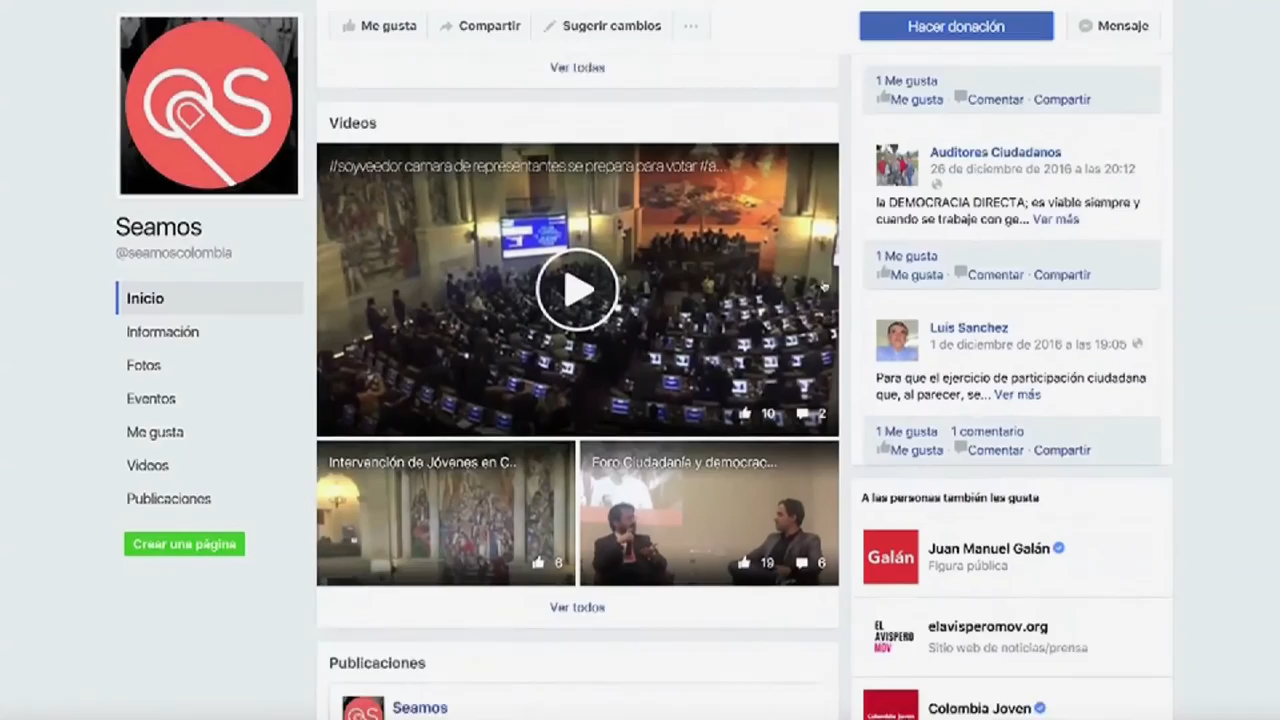 Me gusta
Compartir
Sugerir cambios
Hacer donación
Mensaje
Ver todas
QS
Seamos
@seamoscolombia
Inicio
Información
Fotos
Eventos
Me gusta
Videos
Publicaciones
Crear una página
Videos
//soyveedor camara de representantes se prepara para votar //a...
10 2
Intervención de Jóvenes en C..
6
Foro Ciudadanía y democrac...
19 6
Ver todos
Publicaciones
Seamos
1 Me gusta
Me gusta · Comentar · Compartir
Auditores Ciudadanos
26 de diciembre de 2016 a las 20:12
la DEMOCRACIA DIRECTA; es viable siempre y
cuando se trabaje con ge... Ver más
1 Me gusta
Me gusta · Comentar · Compartir
Luis Sanchez
1 de diciembre de 2016 a las 19:05
Para que el ejercicio de participación ciudadana
que, al parecer, se... Ver más
1 Me gusta 1 comentario
Me gusta · Comentar · Compartir
A las personas también les gusta
Galán
Juan Manuel Galán
Figura pública
EL
AVISPERO
MOV
elavisperomov.org
Sitio web de noticias/prensa
Colombia Joven
Colombia Joven